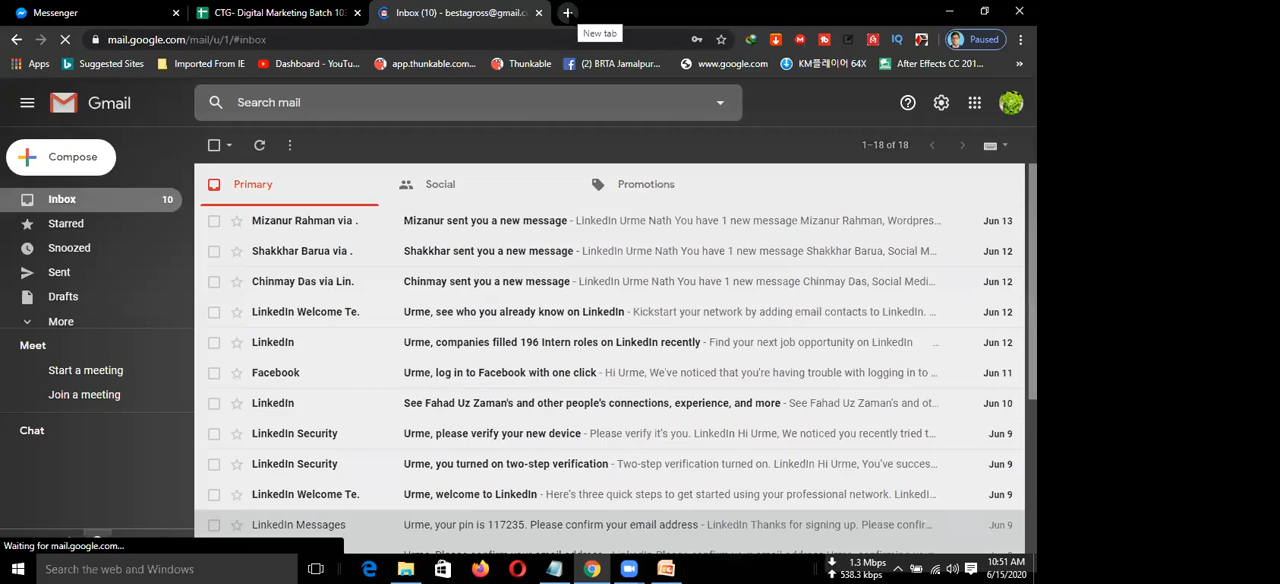 Messenger
CTG- Digital Marketing Batch 103
Inbox (10) - bestagross@gmail.c
New tab
mail.google.com/mail/u/1/#inbox
Paused
Apps
Suggested Sites
Imported From IE
Dashboard - YouTu...
app.thunkable.com...
Thunkable
(2) BRTA Jamalpur...
www.google.com
KM플레이어 64X
After Effects CC 201...
»
Gmail
Search mail
Compose
1–18 of 18
Inbox 10
Starred
Snoozed
Sent
Drafts
More
Meet
Start a meeting
Join a meeting
Chat
Primary
Social
Promotions
Mizanur Rahman via . Mizanur sent you a new message - LinkedIn Urme Nath You have 1 new message Mizanur Rahman, Wordpres... Jun 13
Shakkhar Barua via . Shakkhar sent you a new message - LinkedIn Urme Nath You have 1 new message Shakkhar Barua, Social M... Jun 12
Chinmay Das via Lin. Chinmay sent you a new message - LinkedIn Urme Nath You have 1 new message Chinmay Das, Social Medi... Jun 12
LinkedIn Welcome Te. Urme, see who you already know on LinkedIn - Kickstart your network by adding email contacts to LinkedIn. ... Jun 12
LinkedIn Urme, companies filled 196 Intern roles on LinkedIn recently - Find your next job opportunity on LinkedIn ... Jun 12
Facebook Urme, log in to Facebook with one click - Hi Urme, We've noticed that you're having trouble with logging in to ... Jun 11
LinkedIn See Fahad Uz Zaman's and other people's connections, experience, and more - See Fahad Uz Zaman's and ot... Jun 10
LinkedIn Security Urme, please verify your new device - Please verify it's you. LinkedIn Hi Urme, We noticed you recently tried t... Jun 9
LinkedIn Security Urme, you turned on two-step verification - Two-step verification turned on. LinkedIn Hi Urme, You've succes... Jun 9
LinkedIn Welcome Te. Urme, welcome to LinkedIn - Here's three quick steps to get started using your professional network. LinkedI... Jun 9
LinkedIn Messages Urme, your pin is 117235. Please confirm your email address - LinkedIn Thanks for signing up. Please confir... Jun 9
Waiting for mail.google.com...
Search the web and Windows
1.3 Mbps
538.3 kbps
10:51 AM
6/15/2020